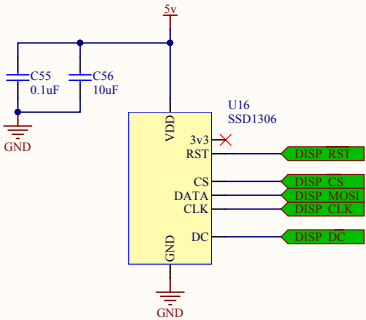 5v
C55
0.1uF
C56
10uF
GND
U16
SSD1306
VDD
3v3
RST
DISP_RST
CS
DISP_CS
DATA
DISP_MOSI
CLK
DISP_CLK
DC
DISP_DC
GND
GND